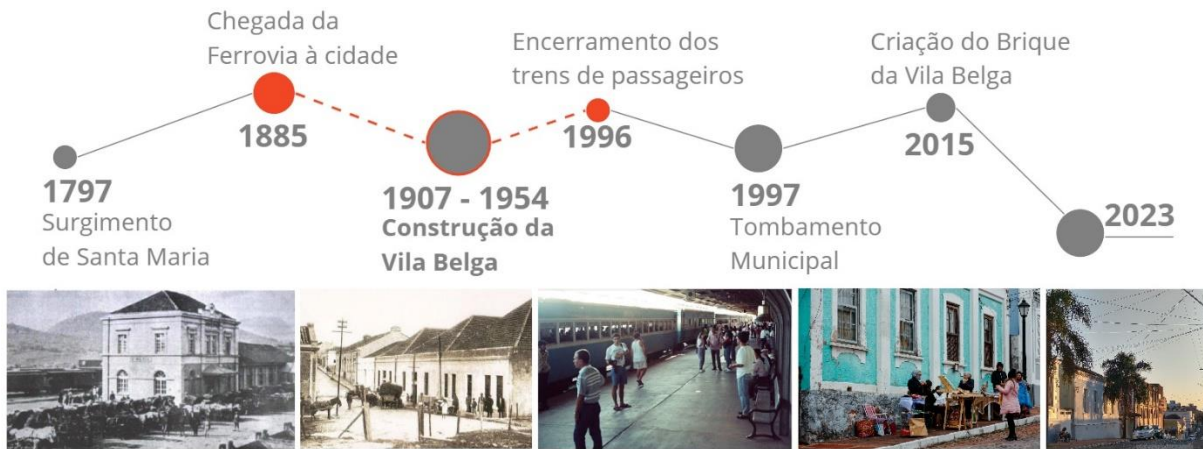 Chegada da
Ferrovia à cidade
1885
Encerramento dos
trens de passageiros
1996
Criação do Brique
da Vila Belga
2015
1797
Surgimento
de Santa Maria
1907 - 1954
Construção da
Vila Belga
1997
Tombamento
Municipal
2023